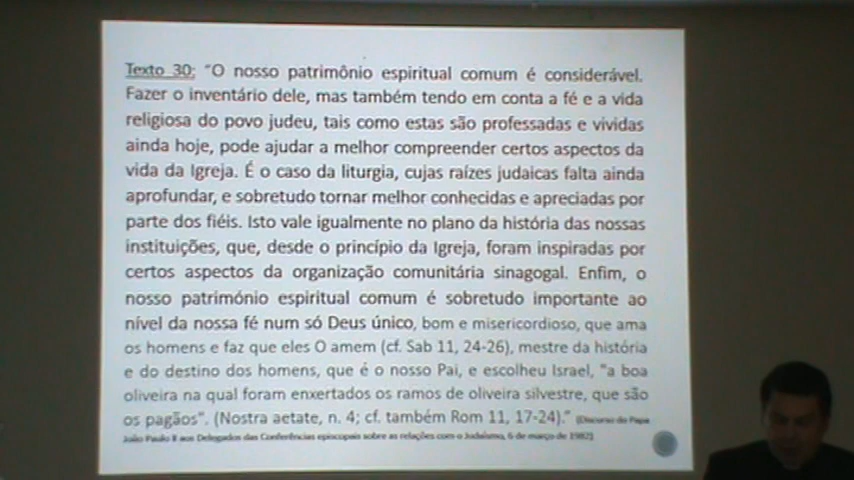 Texto 30: “O nosso patrimônio espiritual comum é considerável.
Fazer o inventário dele, mas também tendo em conta a fé e a vida
religiosa do povo judeu, tais como estas são professadas e vividas
ainda hoje, pode ajudar a melhor compreender certos aspectos da
vida da Igreja. É o caso da liturgia, cujas raízes judaicas falta ainda
aprofundar, e sobretudo tornar melhor conhecidas e apreciadas por
parte dos fiéis. Isto vale igualmente no plano da história das nossas
instituições, que, desde o princípio da Igreja, foram inspiradas por
certos aspectos da organização comunitária sinagogal. Enfim, o
nosso património espiritual comum é sobretudo importante ao
nível da nossa fé num só Deus único, bom e misericordioso, que ama
os homens e faz que eles O amem (cf. Sab 11, 24-26), mestre da história
e do destino dos homens, que é o nosso Pai, e escolheu Israel, "a boa
oliveira na qual foram enxertados os ramos de oliveira silvestre, que são
os pagãos". (Nostra aetate, n. 4; cf. também Rom 11, 17-24).” (Discurso do Papa
João Paulo II aos Delegados das Conferências episcopais sobre as relações com o Judaísmo, 6 de março de 1982)